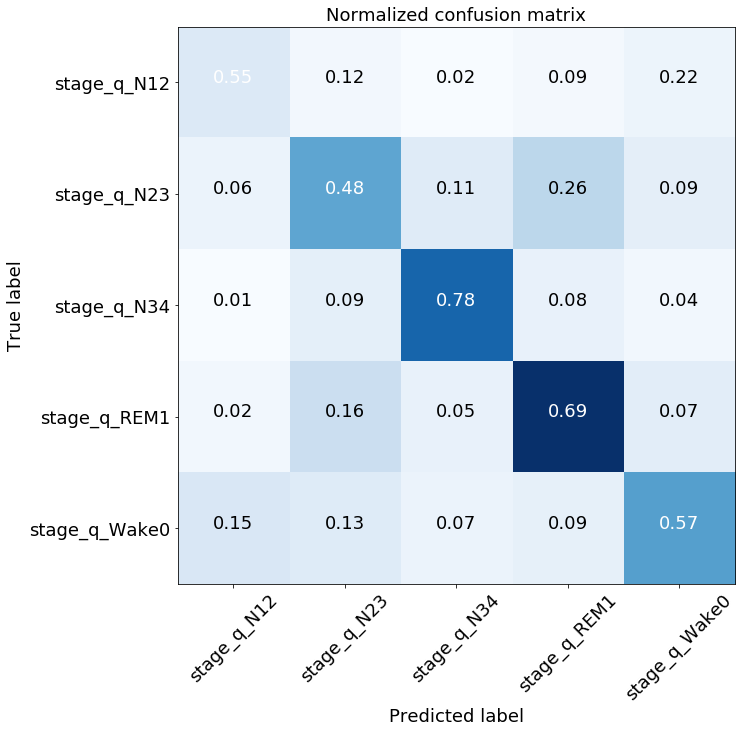 Normalized confusion matrix
True label
stage_q_N12 0.55 0.12 0.02 0.09 0.22
stage_q_N23 0.06 0.48 0.11 0.26 0.09
stage_q_N34 0.01 0.09 0.78 0.08 0.04
stage_q_REM1 0.02 0.16 0.05 0.69 0.07
stage_q_Wake0 0.15 0.13 0.07 0.09 0.57
stage_q_N12 stage_q_N23 stage_q_N34 stage_q_REM1 stage_q_Wake0
Predicted label